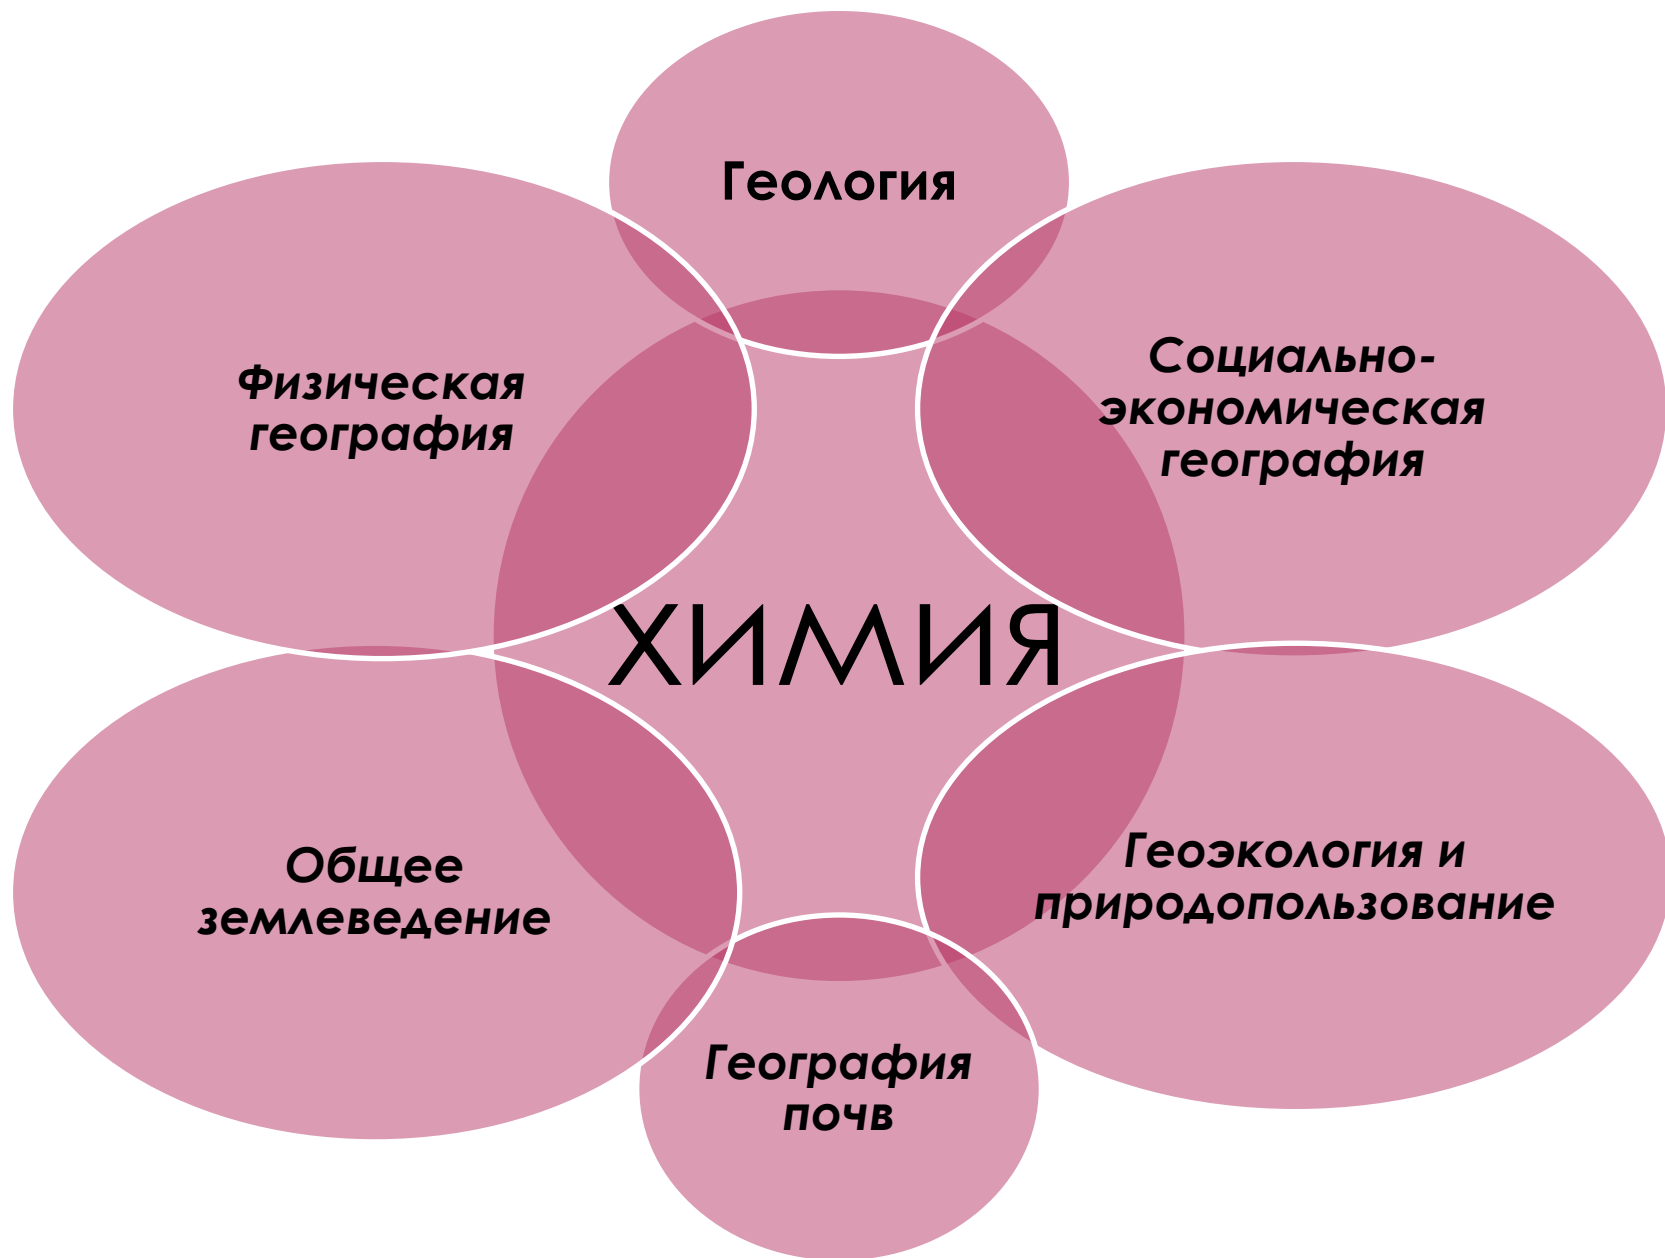 Геология
Физическая
география
Социально-
экономическая
география
ХИМИЯ
Общее
землеведение
Геоэкология и
природопользование
География
почв